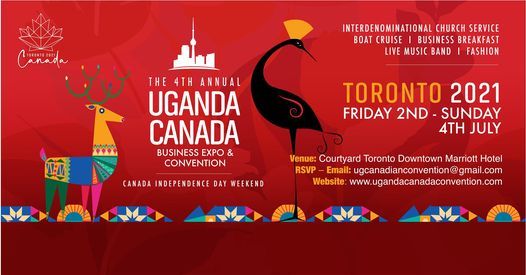 TORONTO 2021
Canada
THE 4TH ANNUAL
UGANDA
CANADA
BUSINESS EXPO &
CONVENTION
CANADA INDEPENDENCE DAY WEEKEND
INTERDENOMINATIONAL CHURCH SERVICE
BOAT CRUISE I BUSINESS BREAKFAST
LIVE MUSIC BAND I FASHION
TORONTO 2021
FRIDAY 2ND - SUNDAY
4TH JULY
Venue: Courtyard Toronto Downtown Marriott Hotel
RSVP – Email: ugcanadianconvention@gmail.com
Website: www.ugandacanadaconvention.com